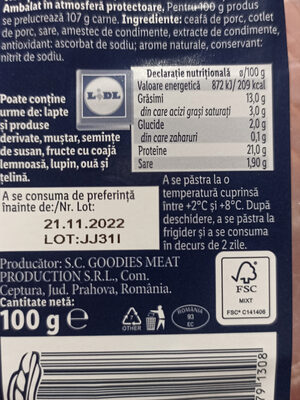 ambalat în atmosferă protectoare. Pentru 100 g produs
se prelucrează 107 g carne. Ingrediente: ceafă de porc, cotlet
de porc, sare, amestec de condimente, extracte de condimente,
antioxidant: ascorbat de sodiu; arome naturale, conservant:
nitrit de sodiu.
LIDL
Declarație nutrițională ø/100 g
Valoare energetică 872 kJ/ 209 kcal
Grăsimi 13,0 g
din care acizi grași saturați 3,0 g
Glucide 2,0 g
din care zaharuri 0,1 g
Proteine 21,0 g
Sare 1,90 g
Poate conține
urme de: lapte
și produse
derivate, muștar, semințe
de susan, fructe cu coajă
lemnoasă, lupin, ouă și
țelină.
A se consuma de preferință
înainte de:/Nr. Lot:
21.11.2022
LOT:JJ31I
A se păstra la o
temperatură cuprinsă
între +2°C și +8°C. După
deschidere, a se păstra la
frigider și a se consuma
în decurs de 2 zile.
Producător: S.C. GOODIES MEAT
PRODUCTION S.R.L., Com.
Ceptura, Jud. Prahova, România.
Cantitate netă:
100 g e
OTHER
ROMÂNIA
93
EC
FSC
MIXT
FSC® C141406
791308